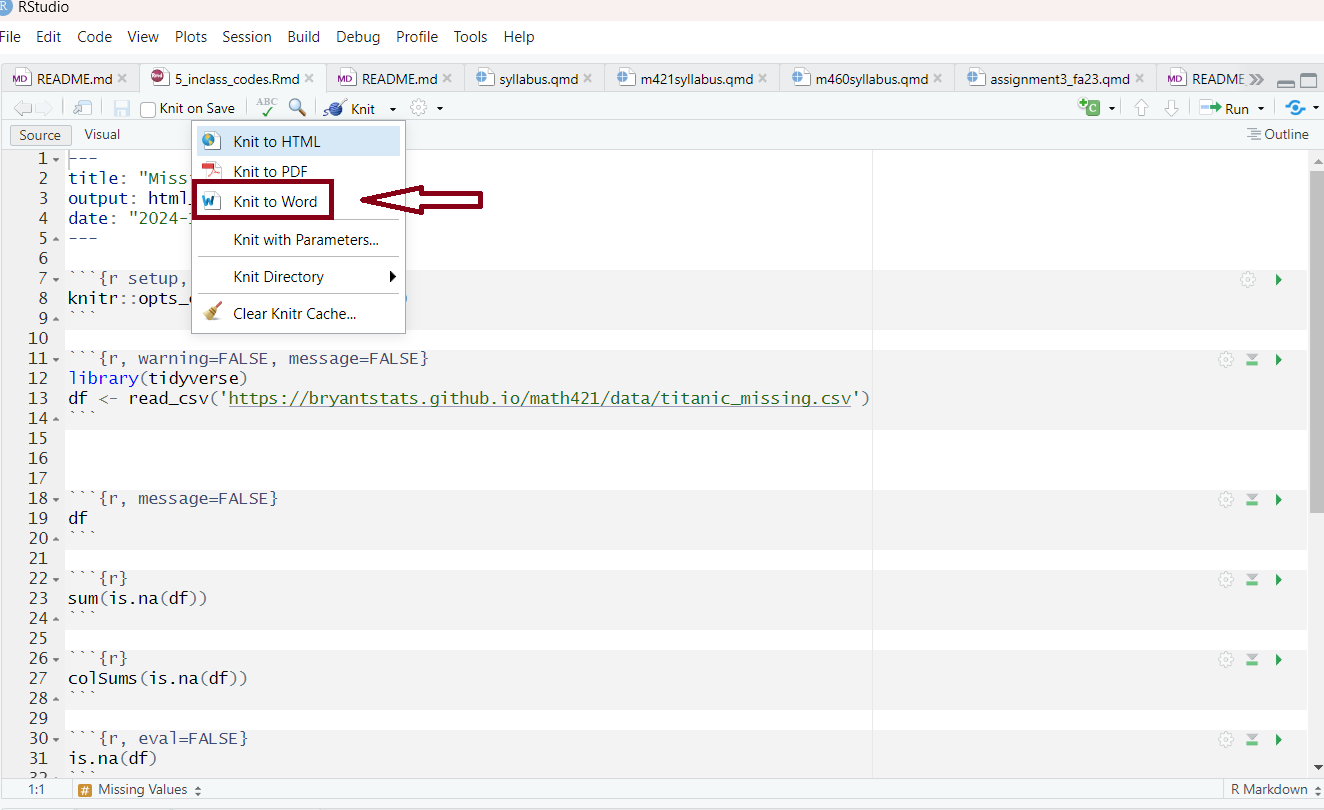 RStudio
File Edit Code View Plots Session Build Debug Profile Tools Help
MD README.md 5_inclass_codes.Rmd MD README.md syllabus.qmd m421syllabus.qmd m460syllabus.qmd assignment3_fa23.qmd MD README
Knit on Save ABC Knit Run
Source Visual Outline
Knit to HTML
Knit to PDF
Knit to Word
Knit with Parameters...
Knit Directory
Clear Knitr Cache...
1 ---
2 title: "Miss
3 output: html_
4 date: "2024-
5 ---
6
7 ```{r setup,
8 knitr::opts_
9 ```
10
11 ```{r, warning=FALSE, message=FALSE}
12 library(tidyverse)
13 df <- read_csv('https://bryantstats.github.io/math421/data/titanic_missing.csv')
14 ```
15
16
17
18 ```{r, message=FALSE}
19 df
20 ```
21
22 ```{r}
23 sum(is.na(df))
24 ```
25
26 ```{r}
27 colSums(is.na(df))
28 ```
29
30 ```{r, eval=FALSE}
31 is.na(df)
32 ```
1:1 # Missing Values R Markdown